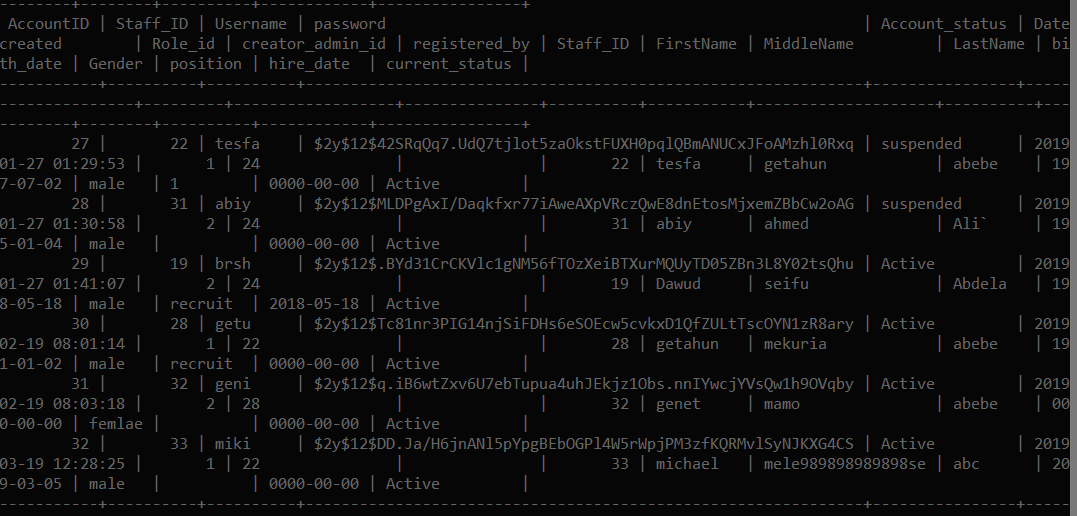 --------+-----------+----------+------------+---------------+
 AccountID | Staff_ID | Username | password                                                     | Account_status | Date
created         | Role_id | creator_admin_id | registered_by | Staff_ID | FirstName | MiddleName          | LastName | bi
th_date | Gender | position | hire_date  | current_status |
-----------+----------+----------+--------------------------------------------------------------+----------------+-----
----------------+---------+------------------+---------------+----------+-----------+---------------------+----------+---
--------+--------+----------+------------+----------------+
        27 |       22 | tesfa    | $2y$12$42SRqQq7.UdQ7tjlot5zaOkstFUXH0pqlQBmANUCxJFoAMzhl0Rxq | suspended      | 2019
01-27 01:29:53 |       1 | 24               |               |       22 | tesfa     | getahun             | abebe    | 19
7-07-02 | male   | 1        | 0000-00-00 | Active         |
        28 |       31 | abiy     | $2y$12$MLDPgAxI/Daqkfxr77iAweAXpVRczQwE8dnEtosMjxemZBbCw2oAG | suspended      | 2019
01-27 01:30:58 |       2 | 24               |               |       31 | abiy      | ahmed               | Ali`     | 19
5-01-04 | male   |          | 0000-00-00 | Active         |
        29 |       19 | brsh     | $2y$12$.BYd31CrCKVlc1gNM56fTOzXeiBTXurMQUyTD05ZBn3L8Y02tsQhu | Active         | 2019
01-27 01:41:07 |       2 | 24               |               |       19 | Dawud     | seifu               | Abdela   | 19
8-05-18 | male   | recruit  | 2018-05-18 | Active         |
        30 |       28 | getu     | $2y$12$Tc81nr3PIG14njSiFDHs6eSOEcw5cvkxD1QfZULtTscOYN1zR8ary | Active         | 2019
02-19 08:01:14 |       1 | 22               |               |       28 | getahun   | mekuria             | abebe    | 19
1-01-02 | male   | recruit  | 0000-00-00 | Active         |
        31 |       32 | geni     | $2y$12$q.iB6wtZxv6U7ebTupua4uhJEkjz1Obs.nnIYwcjYVsQw1h9OVqby | Active         | 2019
02-19 08:03:18 |       2 | 28               |               |       32 | genet     | mamo                | abebe    | 00
0-00-00 | femlae |          | 0000-00-00 | Active         |
        32 |       33 | miki     | $2y$12$DD.Ja/H6jnANl5pYpgBEbOGPl4W5rWpjPM3zfKQRMvlSyNJKXG4CS | Active         | 2019
03-19 12:28:25 |       1 | 22               |               |       33 | michael   | mele989898989898se | abc      | 20
9-03-05 | male   |          | 0000-00-00 | Active         |
-----------+----------+----------+--------------------------------------------------------------+----------------+-----